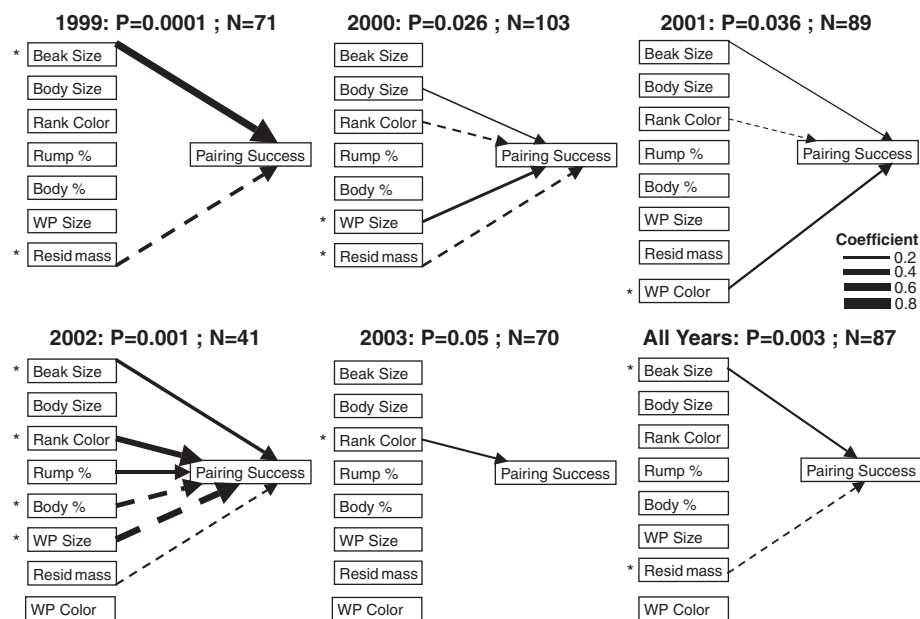 1999: P=0.0001 ; N=71
* Beak Size
Body Size
Rank Color
Rump %
Body %
WP Size
* Resid mass
Pairing Success
2000: P=0.026 ; N=103
Beak Size
Body Size
Rank Color
Rump %
Body %
* WP Size
* Resid mass
Pairing Success
2001: P=0.036 ; N=89
Beak Size
Body Size
Rank Color
Rump %
Body %
WP Size
Resid mass
* WP Color
Pairing Success
Coefficient
0.2
0.4
0.6
0.8
2002: P=0.001 ; N=41
* Beak Size
Body Size
* Rank Color
Rump %
* Body %
* WP Size
Resid mass
WP Color
Pairing Success
2003: P=0.05 ; N=70
Beak Size
Body Size
* Rank Color
Rump %
Body %
WP Size
Resid mass
Pairing Success
All Years: P=0.003 ; N=87
* Beak Size
Body Size
Rank Color
Rump %
Body %
WP Size
* Resid mass
WP Color
Pairing Success